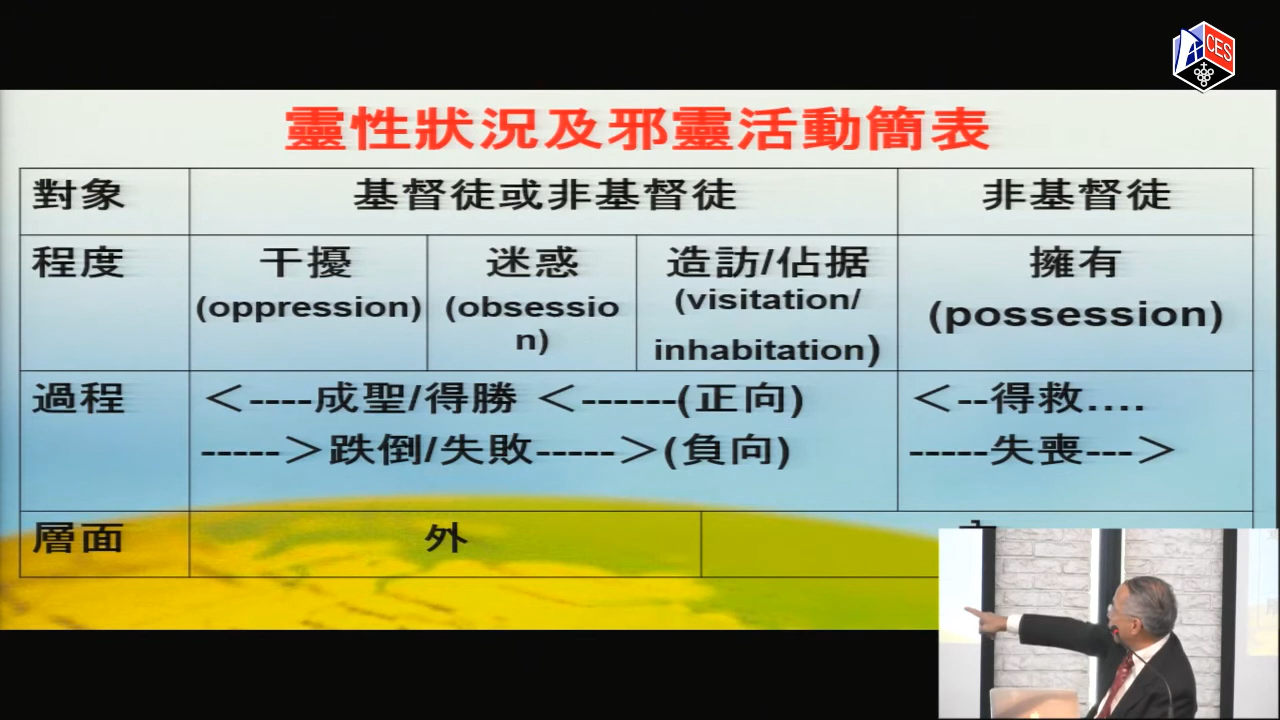 ACES
靈性狀況及邪靈活動簡表
對象 基督徒或非基督徒 非基督徒
程度 干擾 迷惑 造訪/佔据 擁有
(oppression) (obsessio (visitation/ (possession)
n) inhabitation)
過程 <----成聖/得勝 <------(正向) <--得救....
----->跌倒/失敗----->(負向) -----失喪--->
層面 外